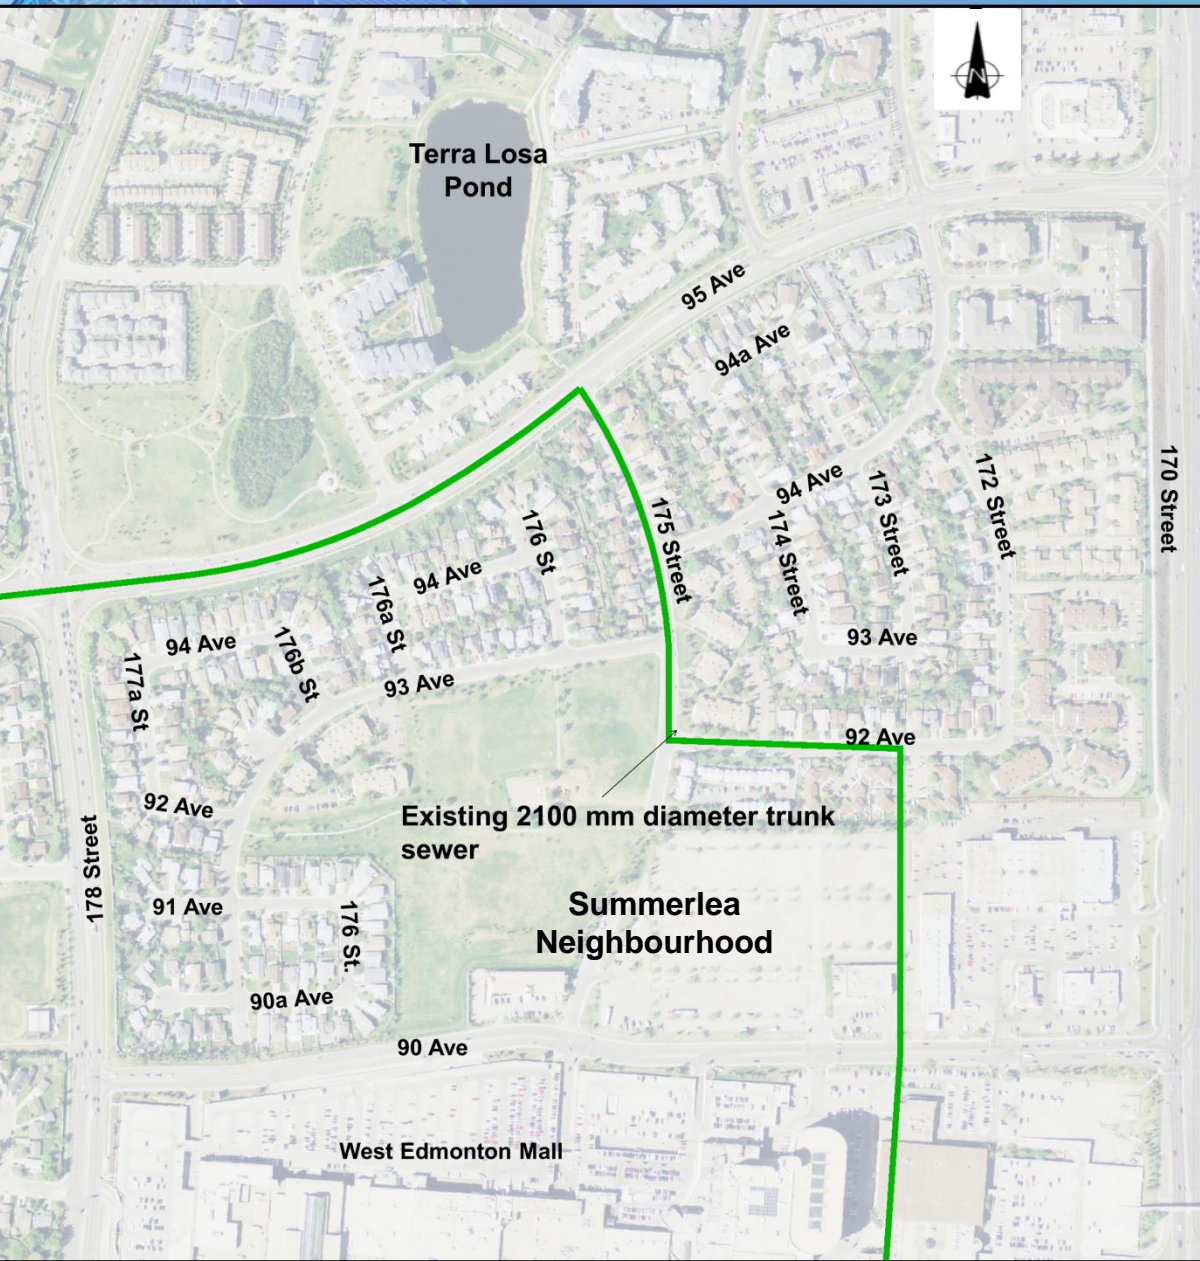 N
Terra Losa
Pond
95 Ave
94a Ave
94 Ave
175 Street
174 Street
173 Street
172 Street
170 Street
176 St
94 Ave
176a St
94 Ave
176b St
177a St
93 Ave
93 Ave
92 Ave
92 Ave
Existing 2100 mm diameter trunk
sewer
178 Street
Summerlea
Neighbourhood
91 Ave
176 St.
90a Ave
90 Ave
West Edmonton Mall